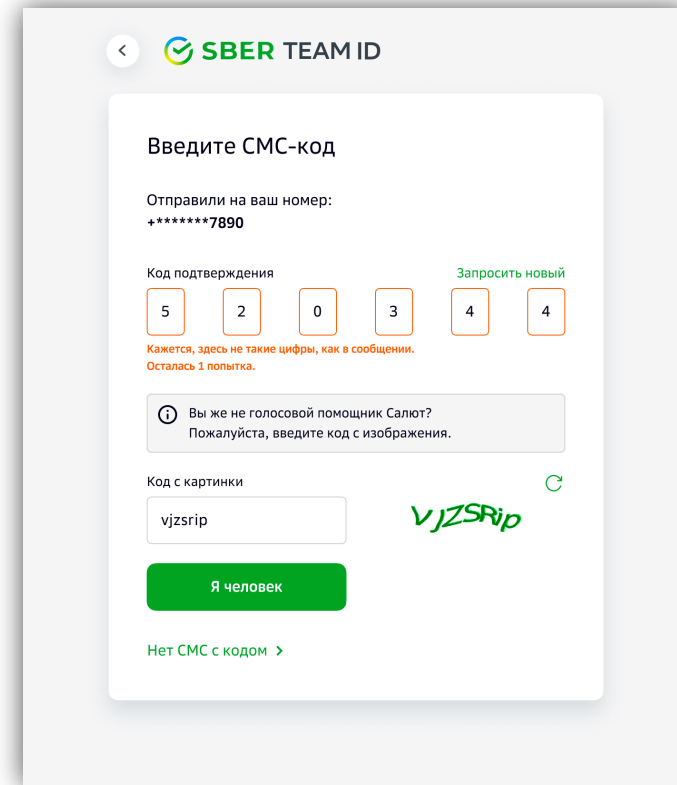 SBER TEAM ID
Введите СМС-код
Отправили на ваш номер:
+*******7890
Код подтверждения
Запросить новый
5 2 0 3 4 4
Кажется, здесь не такие цифры, как в сообщении.
Осталась 1 попытка.
Вы же не голосовой помощник Салют?
Пожалуйста, введите код с изображения.
Код с картинки
vjzsrip
VJZSRip
Я человек
Нет СМС с кодом